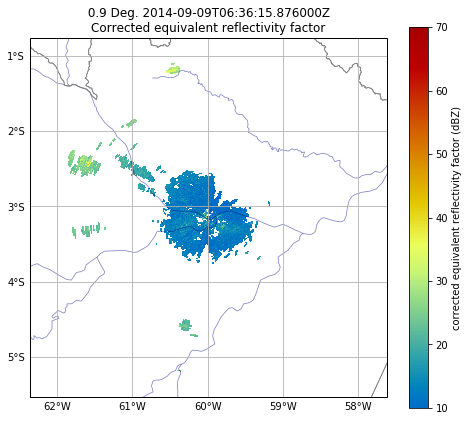 0.9 Deg. 2014-09-09T06:36:15.876000Z
Corrected equivalent reflectivity factor
1°S
2°S
3°S
4°S
5°S
62°W 61°W 60°W 59°W 58°W
70
60
50
40
30
20
10
corrected equivalent reflectivity factor (dBZ)